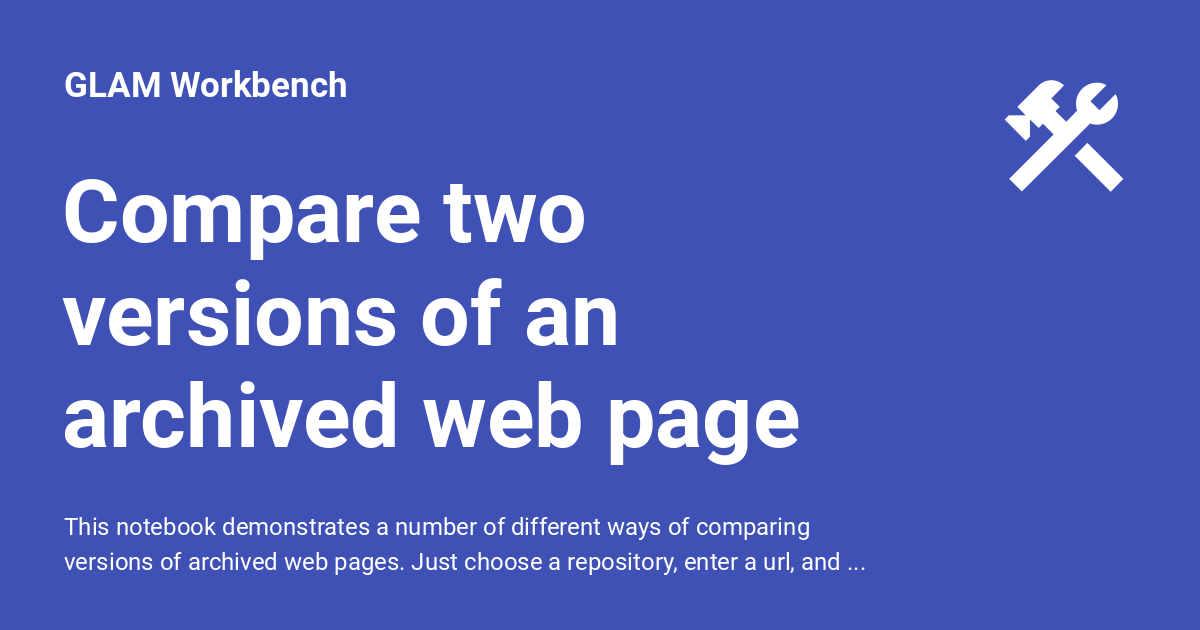 GLAM Workbench
Compare two
versions of an
archived web page
This notebook demonstrates a number of different ways of comparing
versions of archived web pages. Just choose a repository, enter a url, and ...